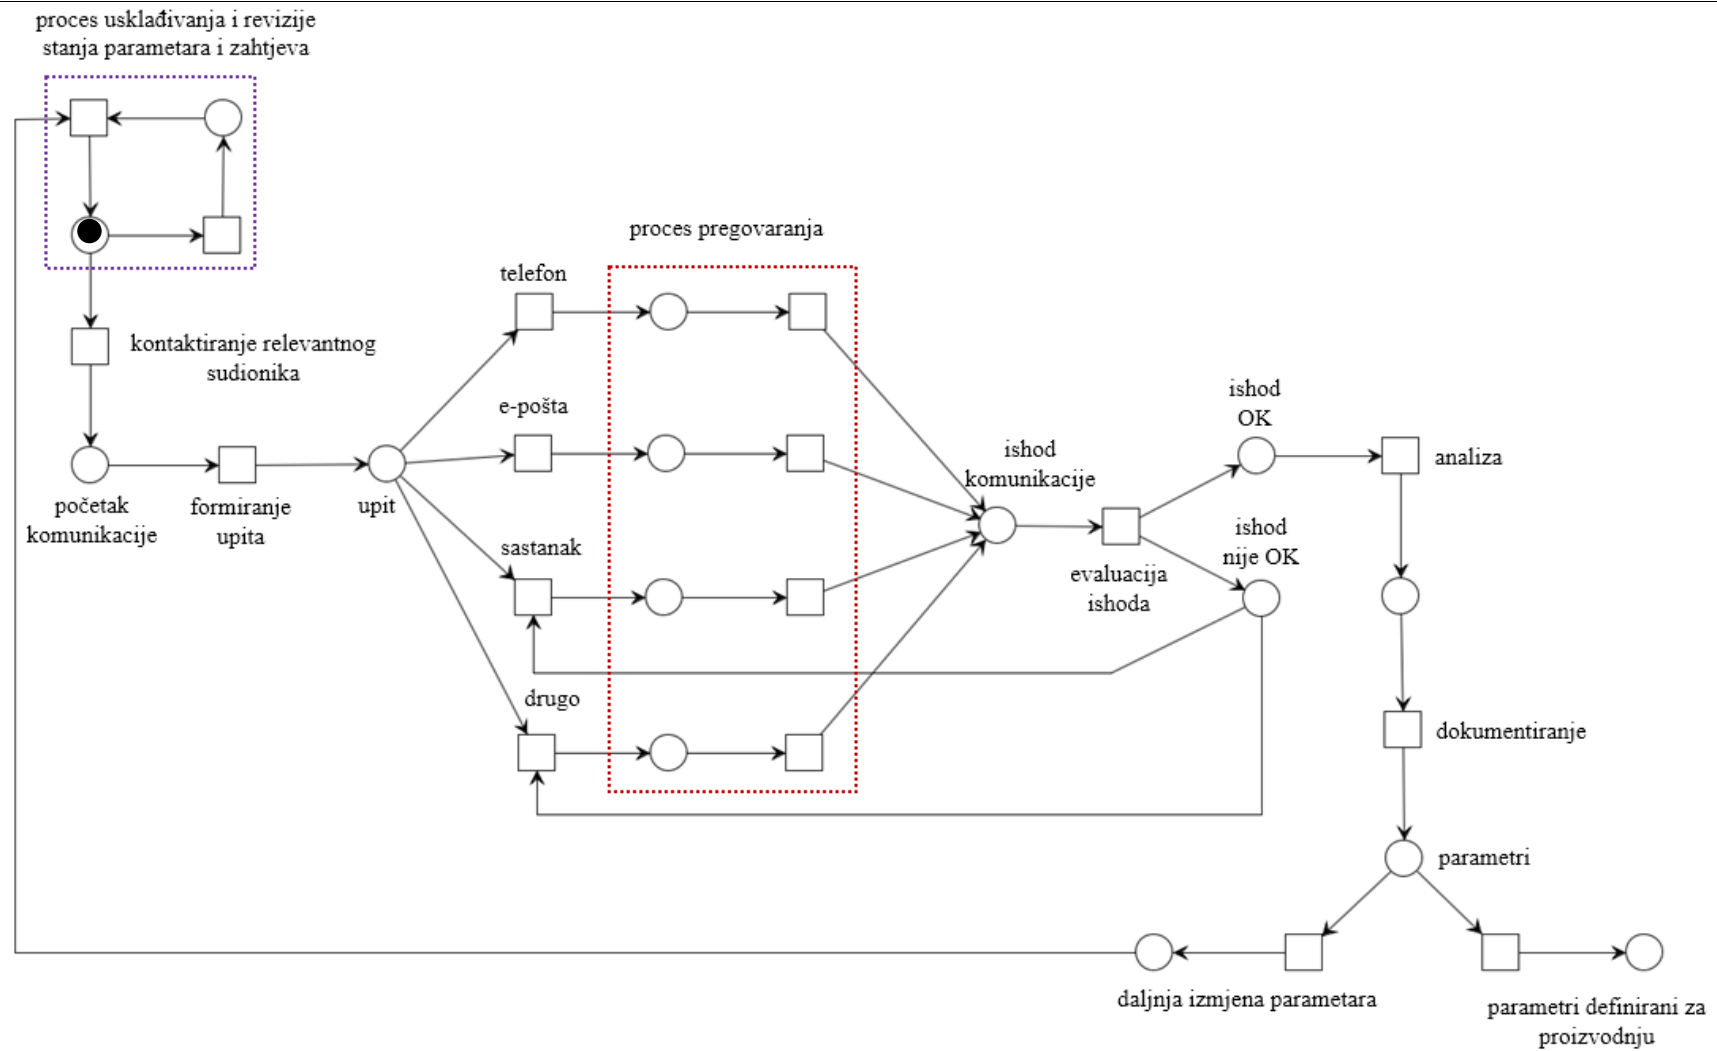 proces usklađivanja i revizije
stanja parametara i zahtjeva
proces pregovaranja
telefon
kontaktiranje relevantnog
sudionika
e-pošta
ishod
OK
ishod
komunikacije
analiza
početak
komunikacije
formiranje
upita
upit
ishod
nije OK
sastanak
evaluacija
ishoda
drugo
dokumentiranje
parametri
daljnja izmjena parametara
parametri definirani za
proizvodnju